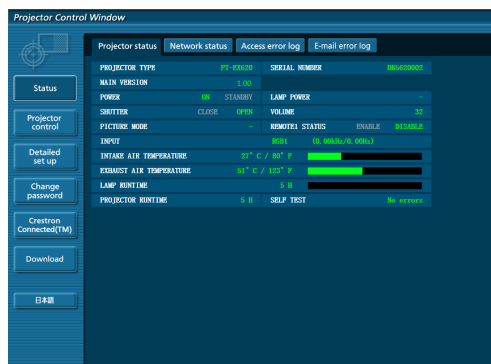 Projector Control Window
Projector status Network status Access error log E-mail error log
PROJECTOR TYPE PT-EX620 SERIAL NUMBER DB5620002
MAIN VERSION 1.00
POWER ON STANDBY LAMP POWER -
SHUTTER CLOSE OPEN VOLUME 32
PICTURE MODE - REMOTE1 STATUS ENABLE DISABLE
INPUT RGB1 (0.00kHz/0.00Hz)
INTAKE AIR TEMPERATURE 27° C / 80° F
EXHAUST AIR TEMPERATURE 51° C / 123° F
LAMP RUNTIME 5 H
PROJECTOR RUNTIME 5 H SELF TEST No errors
Status
Projector
control
Detailed
set up
Change
password
Crestron
Connected(TM)
Download
日本語